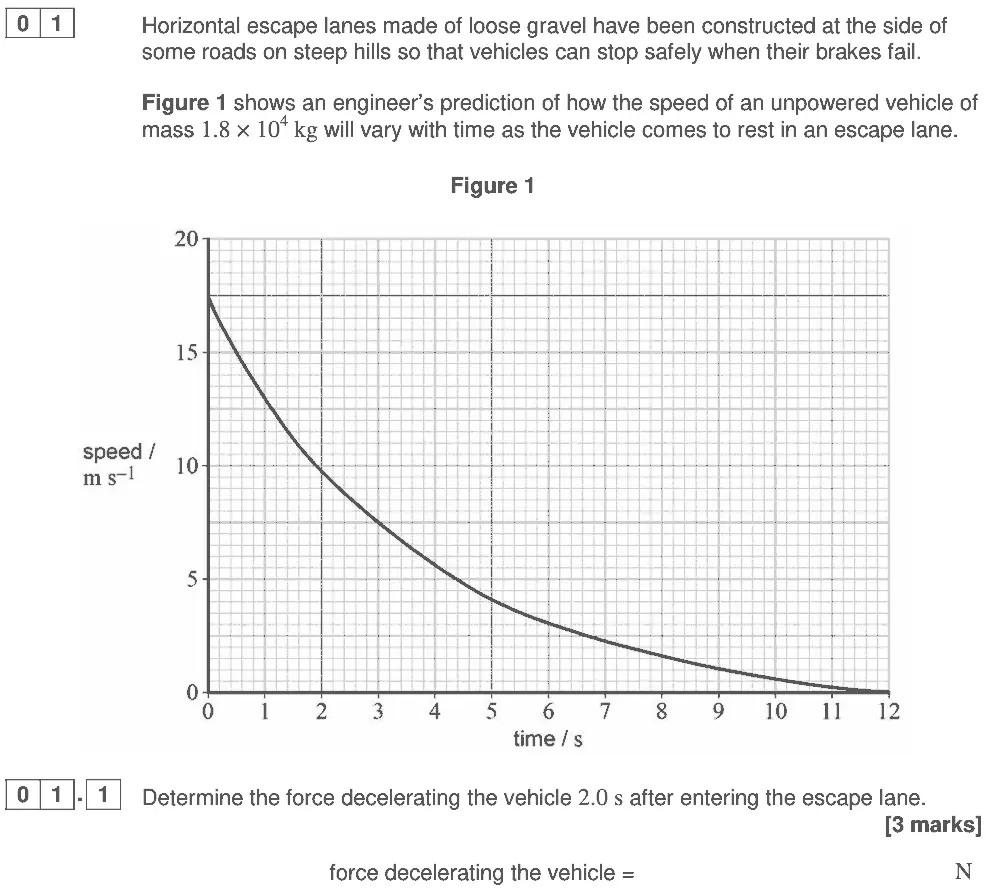 0 1 Horizontal escape lanes made of loose gravel have been constructed at the side of
some roads on steep hills so that vehicles can stop safely when their brakes fail.
Figure 1 shows an engineer’s prediction of how the speed of an unpowered vehicle of
mass 1.8 × 10⁴ kg will vary with time as the vehicle comes to rest in an escape lane.
Figure 1
20
15
speed /
m s⁻¹
10
5
0
0 1 2 3 4 5 6 7 8 9 10 11 12
time / s
0 1 . 1 Determine the force decelerating the vehicle 2.0 s after entering the escape lane.
[3 marks]
force decelerating the vehicle = N